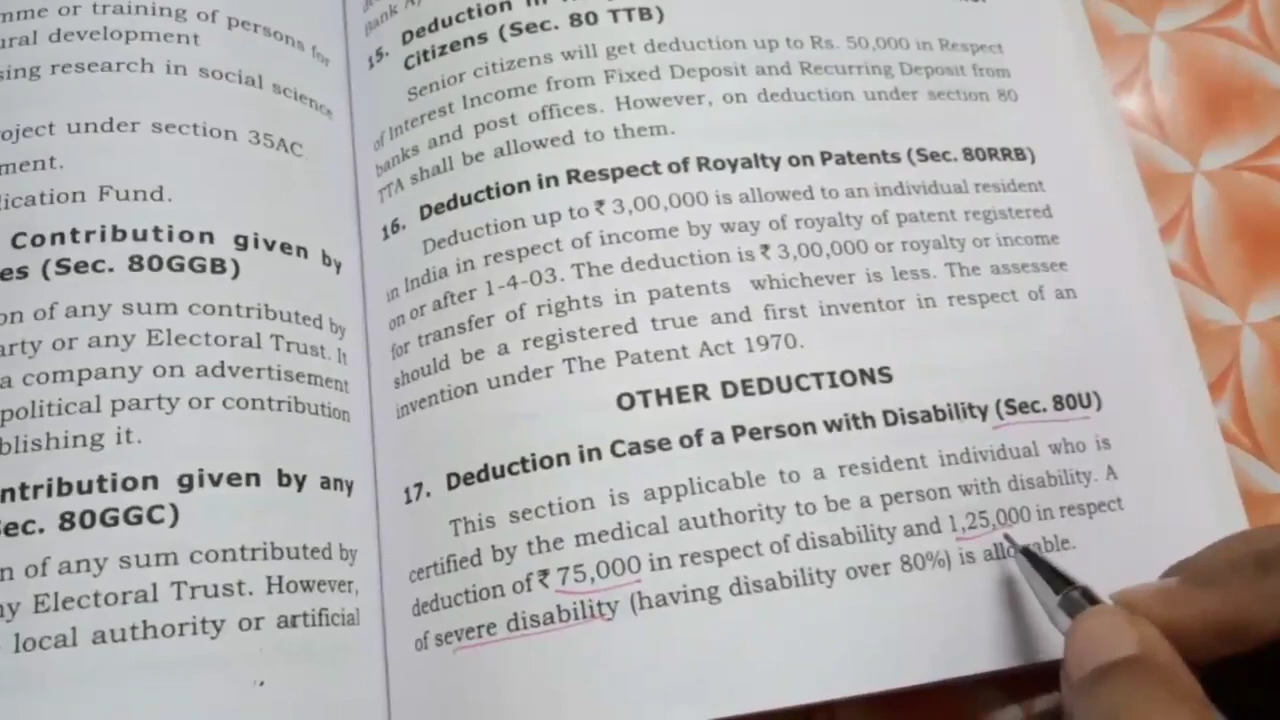 mme or training of persons for
ural development
sing research in social science
oject under section 35AC
ment.
lication Fund.
Contribution given by
es (Sec. 80GGB)
on of any sum contributed by
arty or any Electoral Trust. It
a company on advertisement
political party or contribution
blishing it.
ntribution given by any
Sec. 80GGC)
n of any sum contributed by
ny Electoral Trust. However,
local authority or artificial
Bank
15. Deduction in
Citizens (Sec. 80 TTB)
Senior citizens will get deduction up to Rs. 50,000 in Respect
of Interest Income from Fixed Deposit and Recurring Deposit from
banks and post offices. However, on deduction under section 80
TTA shall be allowed to them.
16. Deduction in Respect of Royalty on Patents (Sec. 80RRB)
Deduction up to ₹ 3,00,000 is allowed to an individual resident
in India in respect of income by way of royalty of patent registered
on or after 1-4-03. The deduction is ₹ 3,00,000 or royalty or income
for transfer of rights in patents whichever is less. The assessee
should be a registered true and first inventor in respect of an
invention under The Patent Act 1970.
OTHER DEDUCTIONS
17. Deduction in Case of a Person with Disability (Sec. 80U)
This section is applicable to a resident individual who is
certified by the medical authority to be a person with disability. A
deduction of ₹ 75,000 in respect of disability and 1,25,000 in respect
of severe disability (having disability over 80%) is allowable.